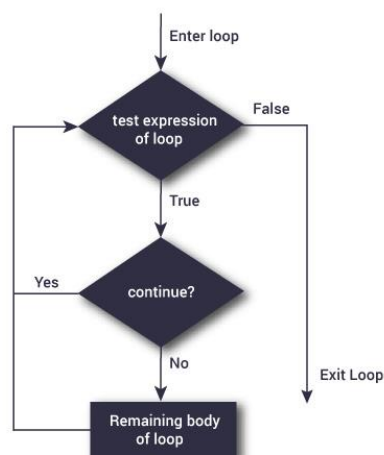 Enter loop
test expression
of loop
False
True
Yes
continue?
No
Exit Loop
Remaining body
of loop